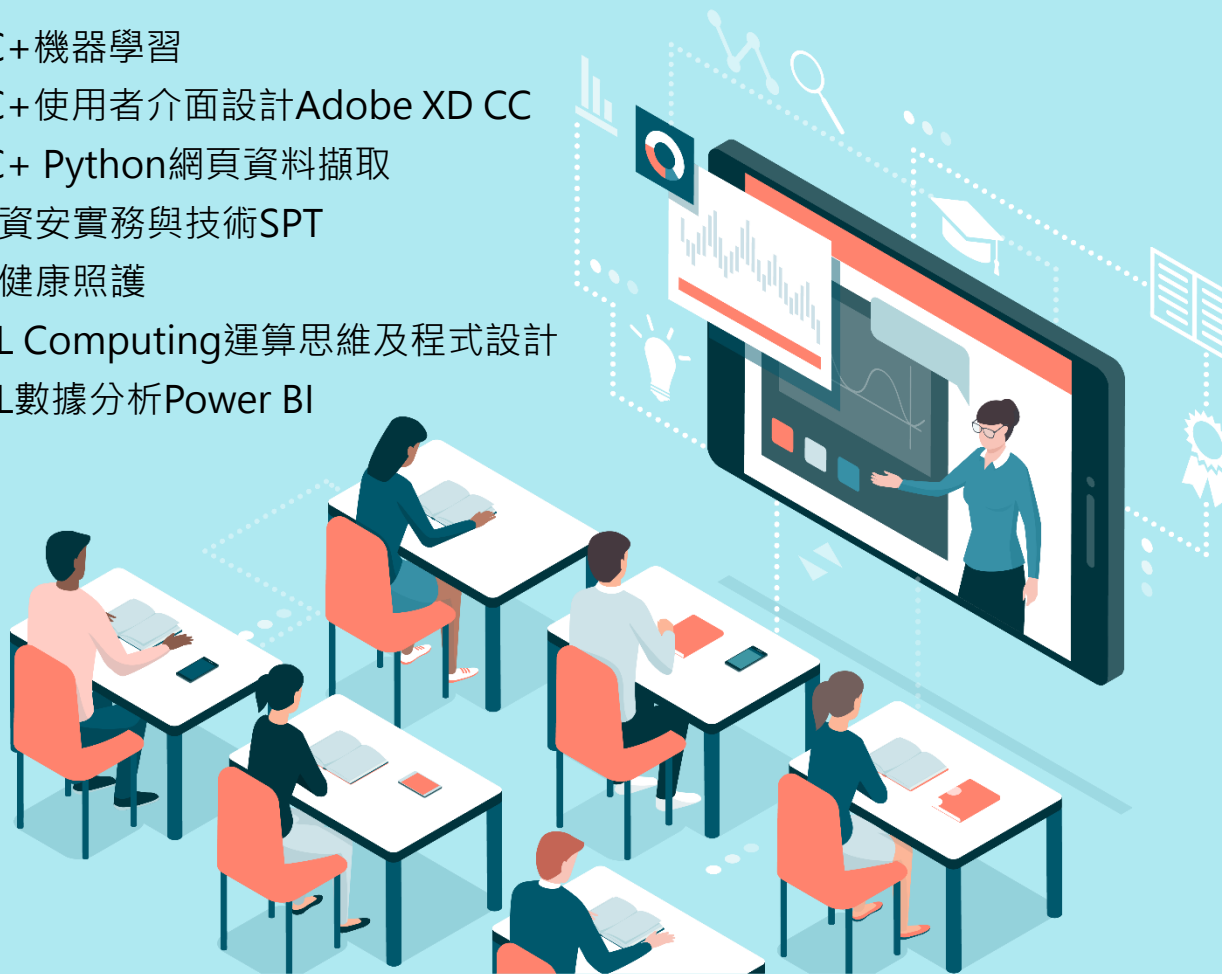 C+機器學習
C+使用者介面設計Adobe XD CC
C+ Python網頁資料擷取
資安實務與技術SPT
健康照護
L Computing運算思維及程式設計
L數據分析Power BI